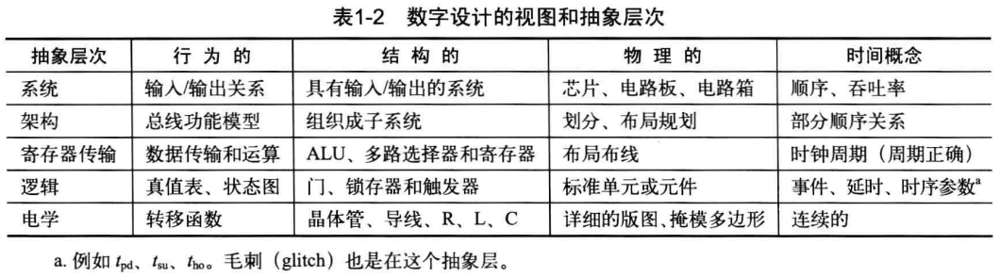 表1-2 数字设计的视图和抽象层次
抽象层次 行为的 结构的 物理的 时间概念
系统 输入/输出关系 具有输入/输出的系统 芯片、电路板、电路箱 顺序、吞吐率
架构 总线功能模型 组织成子系统 划分、布局规划 部分顺序关系
寄存器传输 数据传输和运算 ALU、多路选择器和寄存器 布局布线 时钟周期（周期正确）
逻辑 真值表、状态图 门、锁存器和触发器 标准单元或元件 事件、延时、时序参数a
电学 转移函数 晶体管、导线、R、L、C 详细的版图、掩模多边形 连续的
a. 例如 tpd、tsu、tho。毛刺（glitch）也是在这个抽象层。